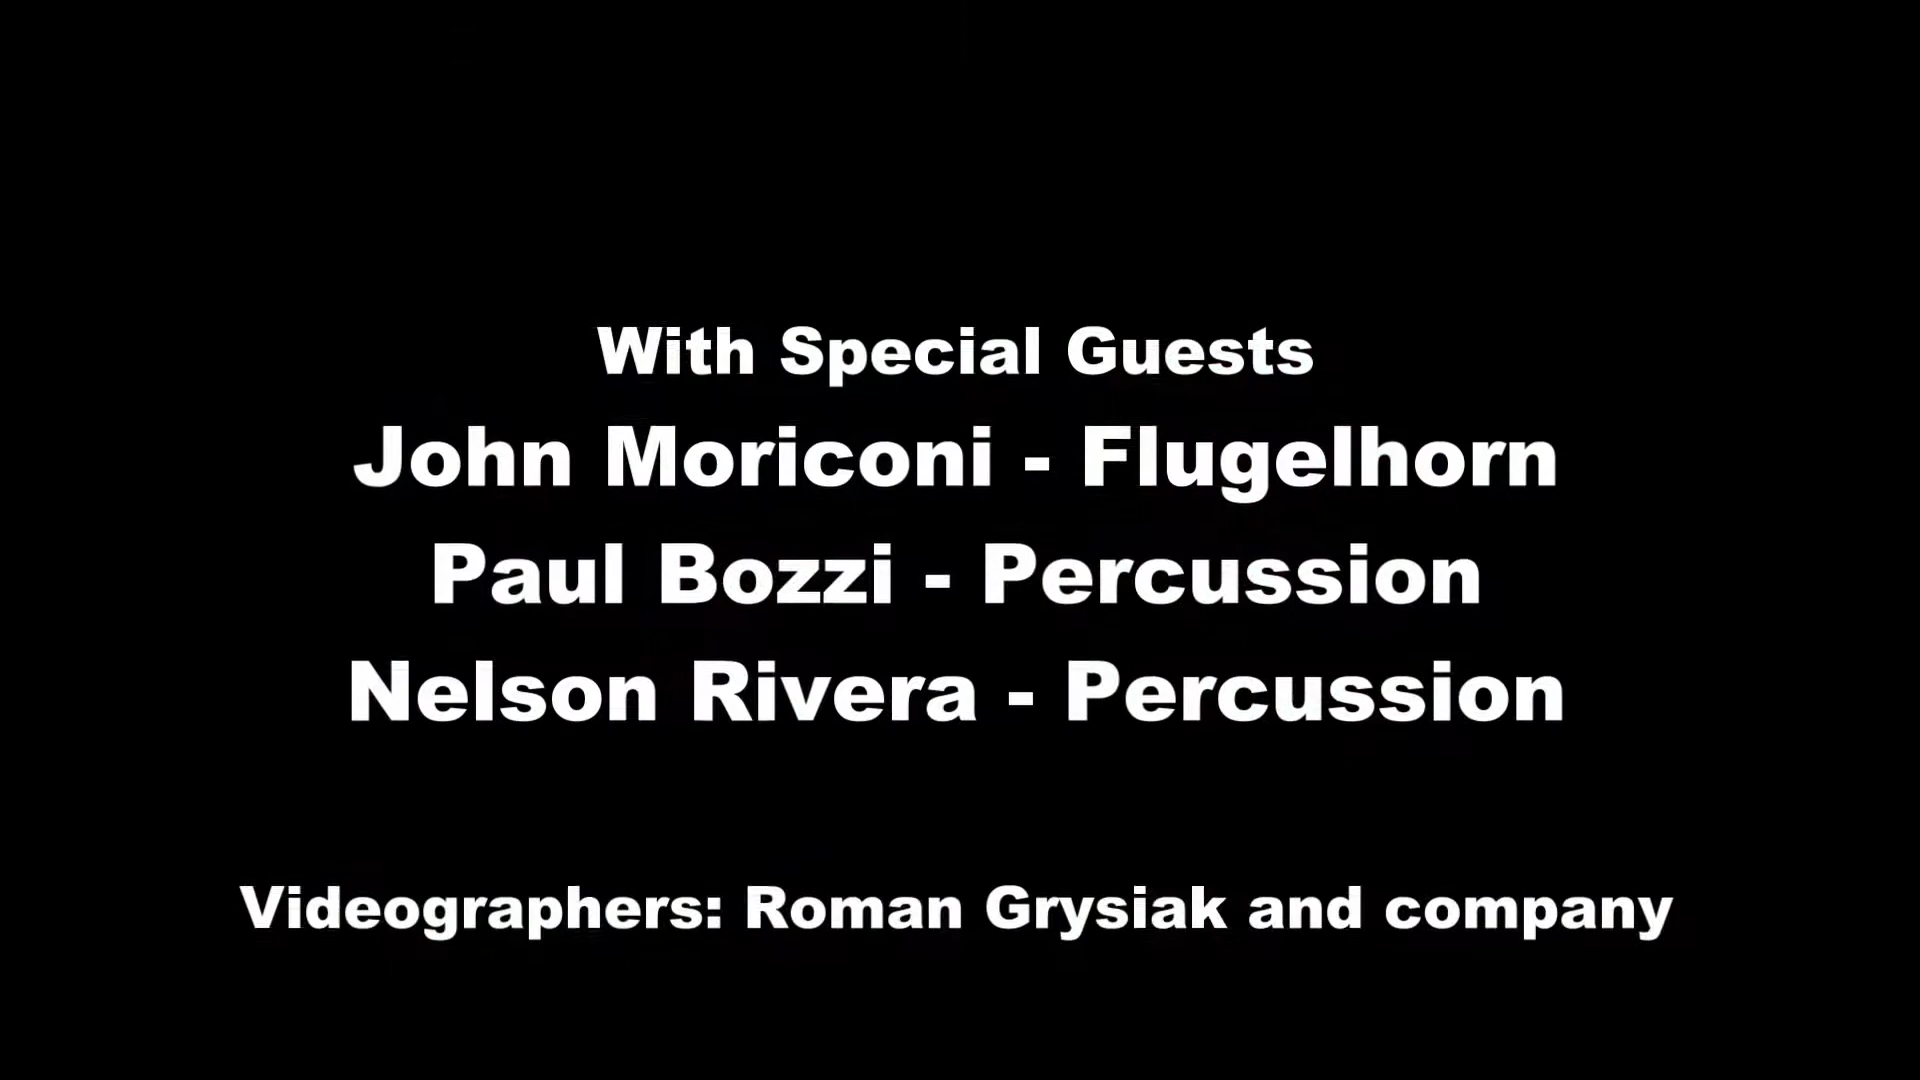 With Special Guests
John Moriconi - Flugelhorn
Paul Bozzi - Percussion
Nelson Rivera - Percussion
Videographers: Roman Grysiak and company